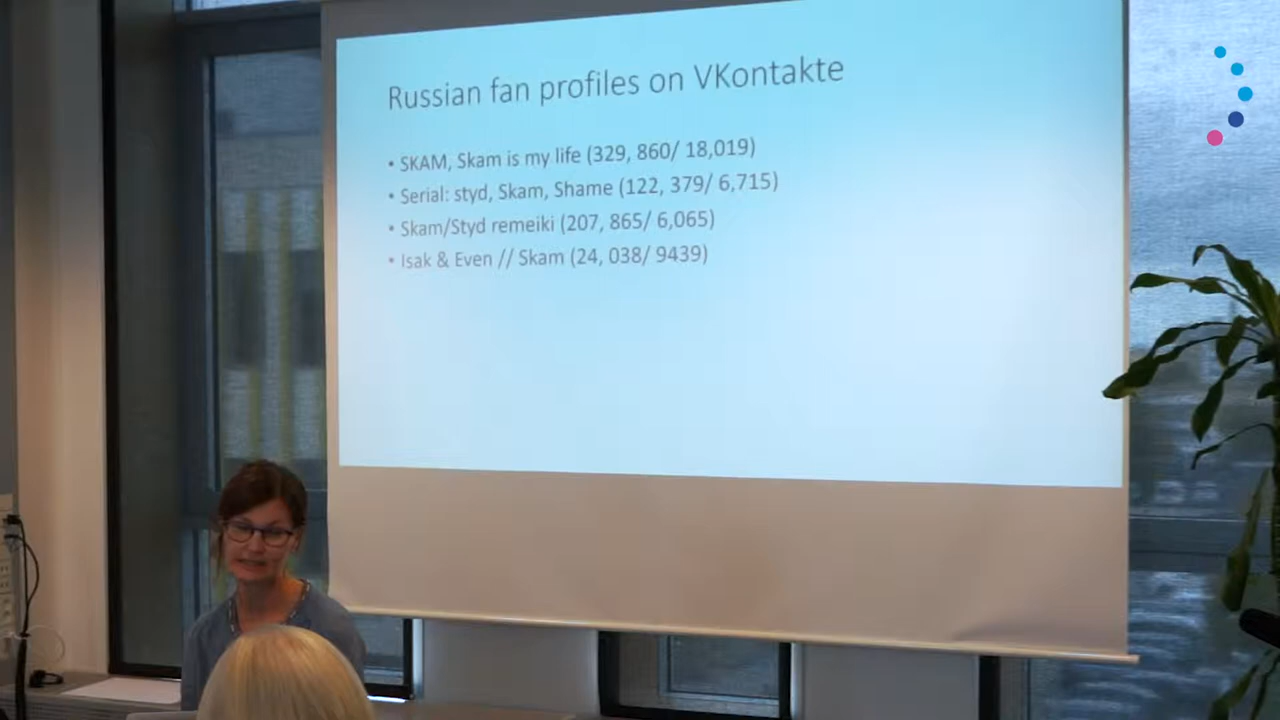 Russian fan profiles on VKontakte
• SKAM, Skam is my life (329, 860/ 18,019)
• Serial: styd, Skam, Shame (122, 379/ 6,715)
• Skam/Styd remeiki (207, 865/ 6,065)
• Isak & Even // Skam (24, 038/ 9439)